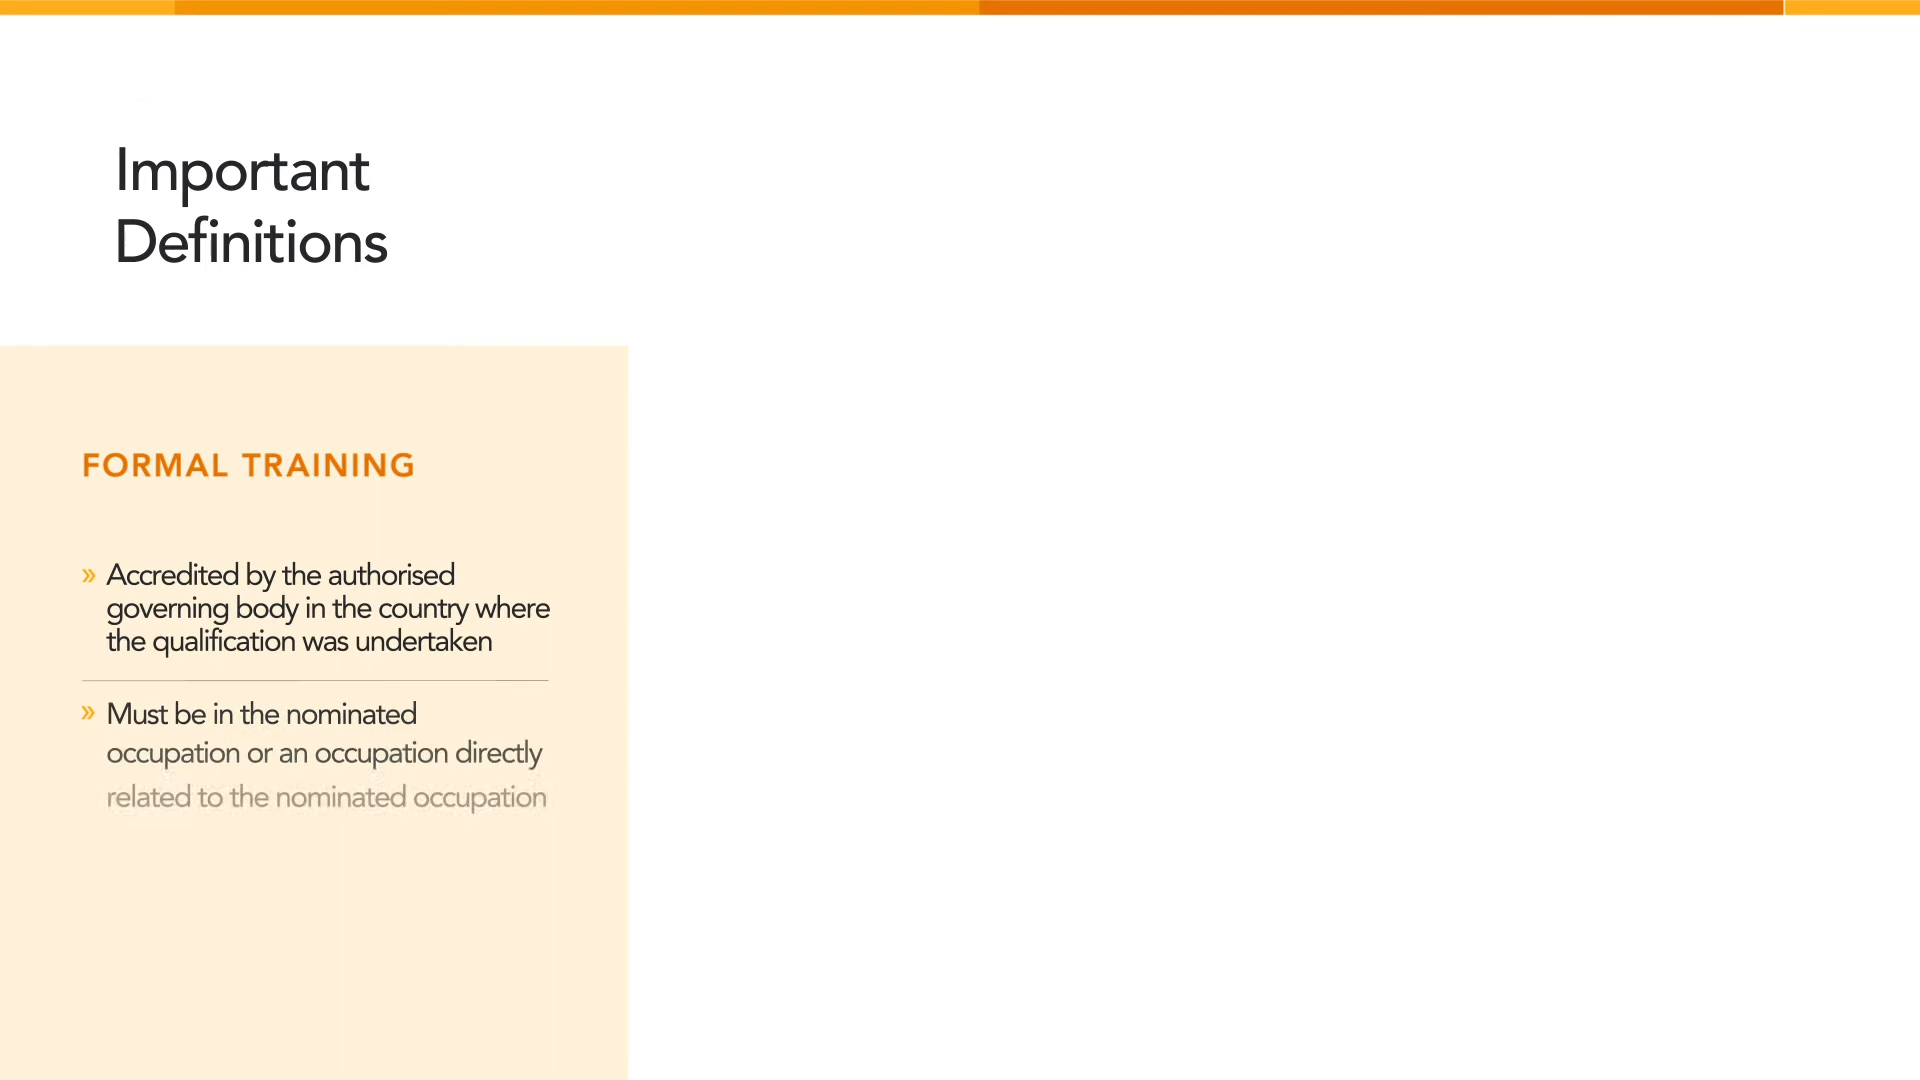 Important
Definitions
FORMAL TRAINING
» Accredited by the authorised
governing body in the country where
the qualification was undertaken
» Must be in the nominated
occupation or an occupation directly
related to the nominated occupation